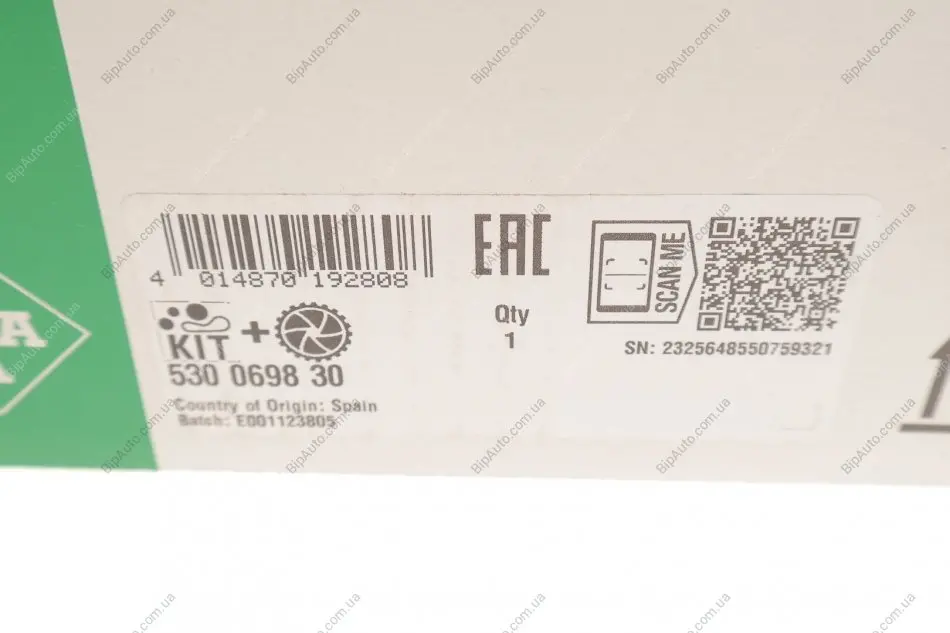 4 014870 192808
EAC
SCAN ME
Qty
1
KIT +
530 0698 30
SN: 2325648550759321
Country of Origin: Spain
Batch: E001123805
A
BipAuto.com.ua